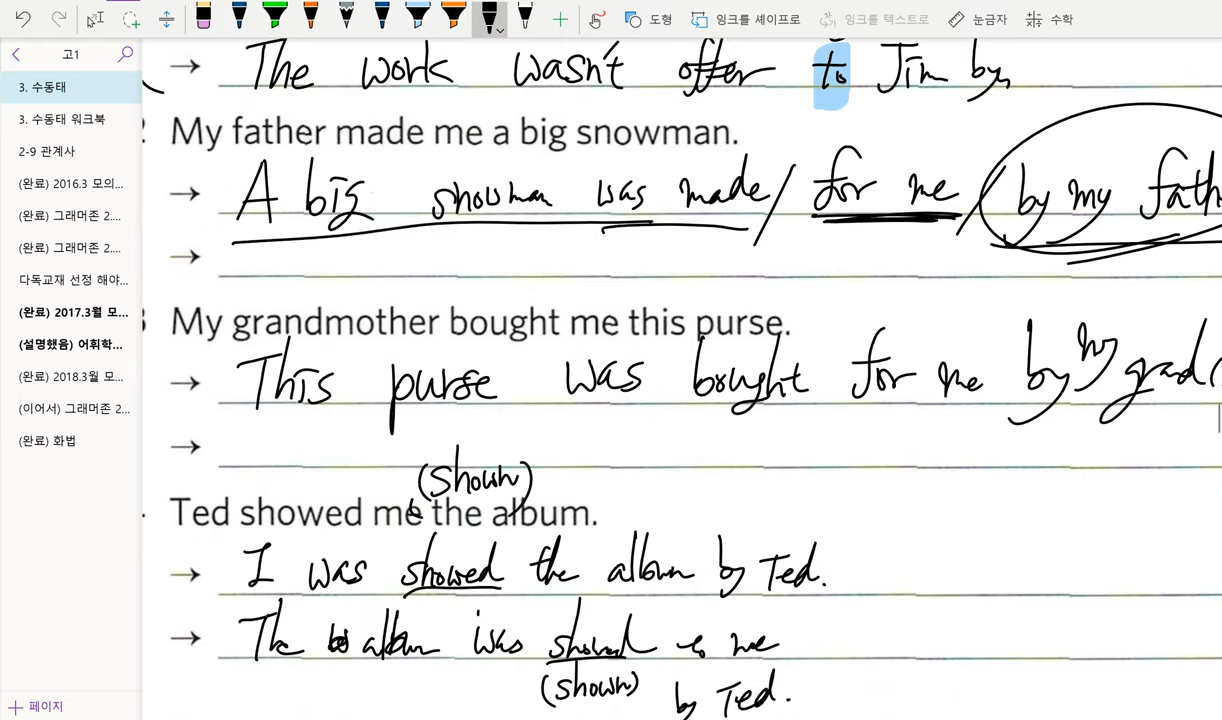 도형 잉크를 셰이프로 잉크를 텍스트로 눈금자 수학
고1
3. 수동태
3. 수동태 워크북
2-9 관계사
(완료) 2016.3 모의...
(완료) 그래머존 2....
(완료) 그래머존 2....
다독교재 선정 해야...
(완료) 2017.3월 모...
(설명했음) 어휘학...
(완료) 2018.3월 모...
(이어서) 그래머존 2...
(완료) 화법
페이지
→ The work wasn't offer to Jim by
My father made me a big snowman.
→ A big snowman was made / for me / (by my fath
→
My grandmother bought me this purse.
→ This purse was bought for me by my grad
→
(shown)
Ted showed me the album.
→ I was showed the album by Ted.
→ The album was showed to me
(shown) by Ted.